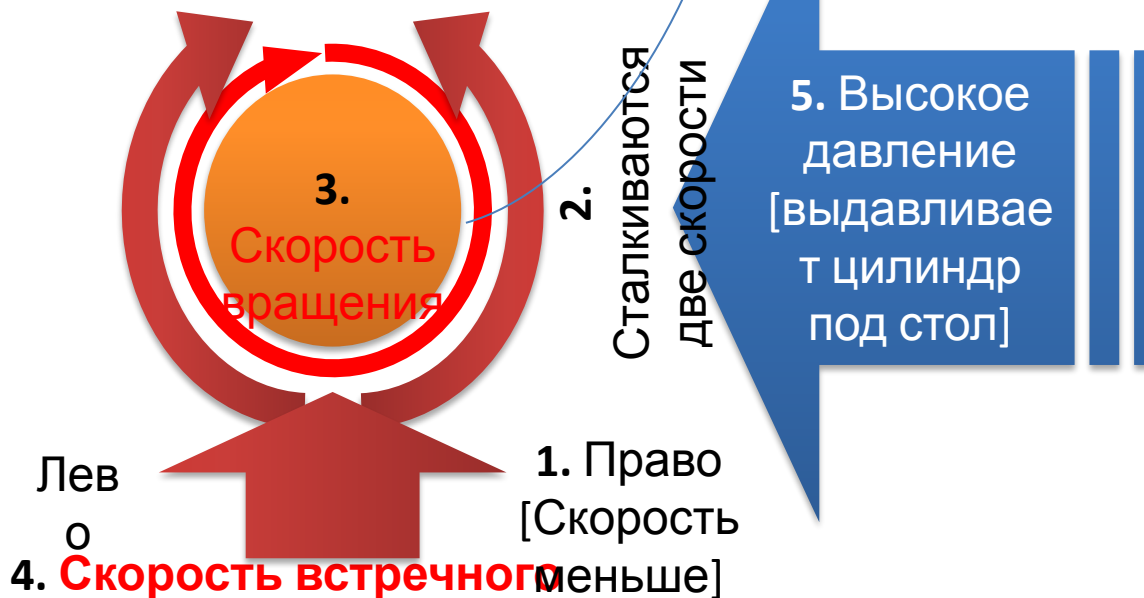 3.
Скорость
вращения
2.
Сталкиваются
две скорости
5. Высокое
давление
[выдавливае
т цилиндр
под стол]
Лев
о
1. Право
[Скорость
меньше]
4. Скорость встречного